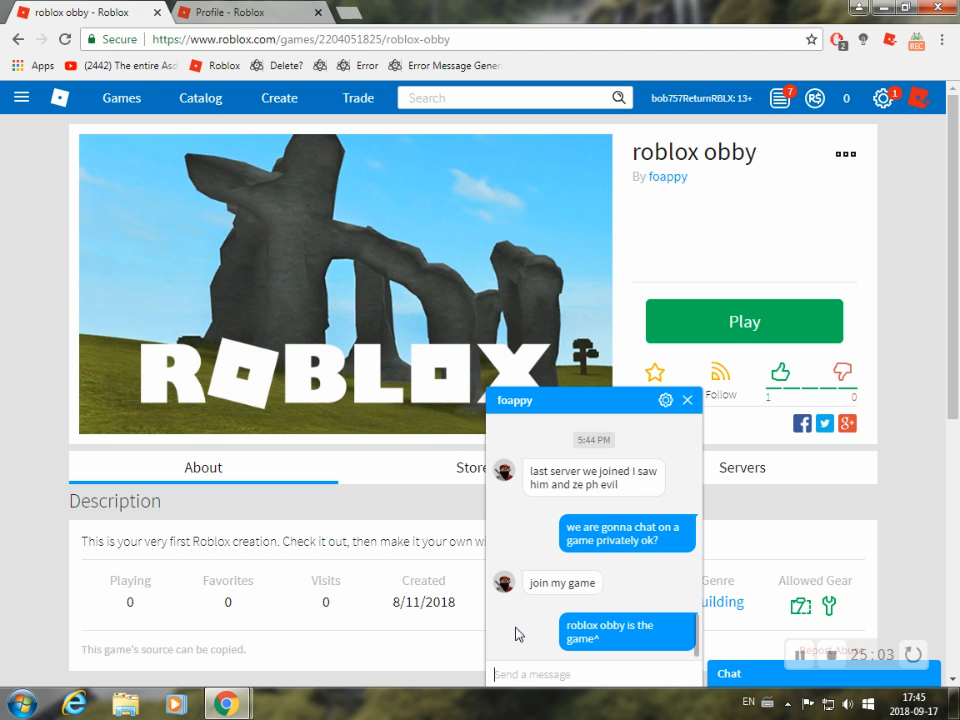 roblox obby - Roblox
Profile - Roblox
Secure
https://www.roblox.com/games/2204051825/roblox-obby
2
REC
Apps
(2442) The entire Asc
Roblox
Delete?
Error
Error Message Gener
Games
Catalog
Create
Trade
Search
bob757ReturnRBLX: 13+
7
R$
0
1
ROBLOX
roblox obby
By foappy
Play
Follow
1
0
About
Store
Servers
Description
This is your very first Roblox creation. Check it out, then make it your own wi
Playing
Favorites
Visits
Created
Genre
Allowed Gear
0
0
0
8/11/2018
uilding
This game's source can be copied.
Report Abuse
25:03
foappy
5:44 PM
last server we joined I saw
him and ze ph evil
we are gonna chat on a
game privately ok?
join my game
roblox obby is the
game^
Send a message
Chat
EN
17:45
2018-09-17